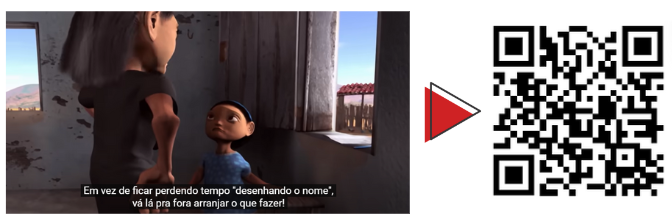 Em vez de ficar perdendo tempo "desenhando o nome",
vá lá pra fora arranjar o que fazer!